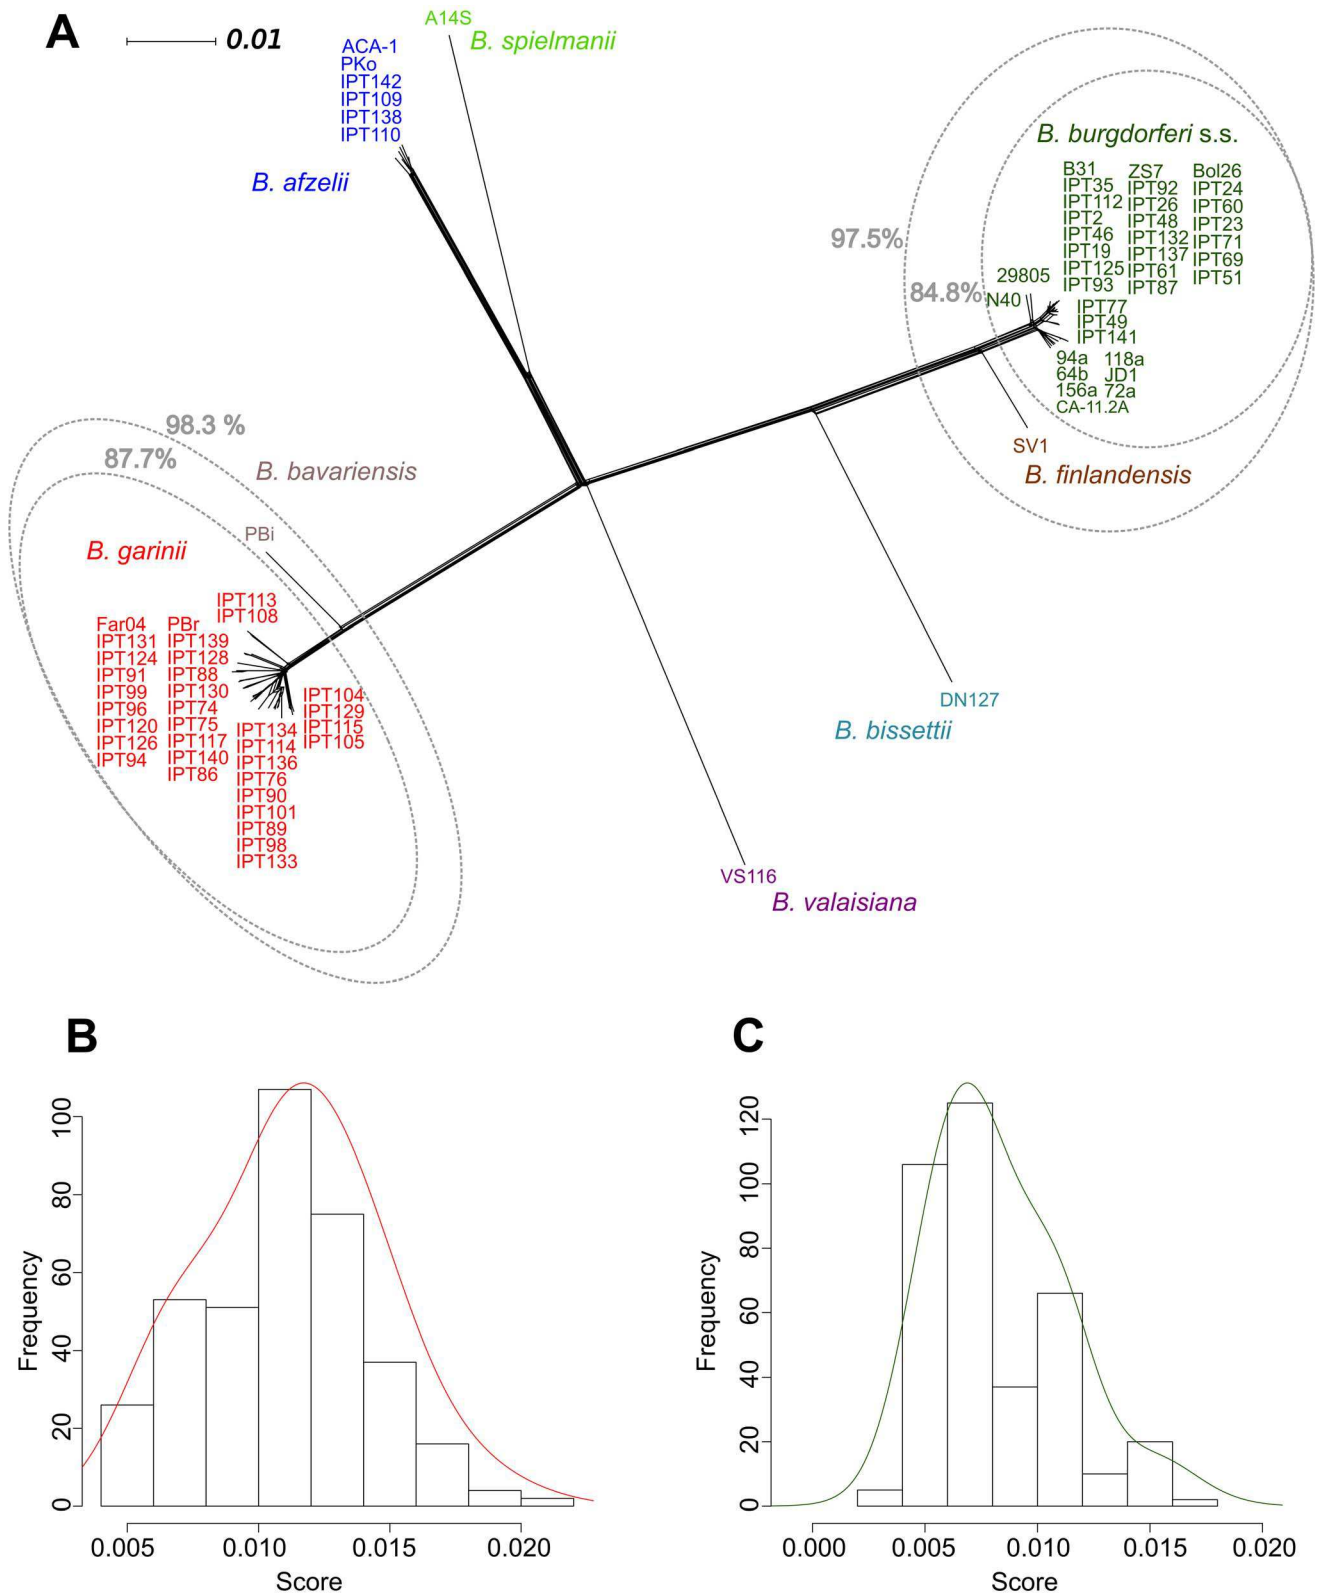 A
0.01
A14S
B. spielmanii
ACA-1
PKo
IPT142
IPT109
IPT138
IPT110
B. afzelii
B. burgdorferi s.s.
B31 ZS7 Bol26
IPT35 IPT92 IPT24
IPT112 IPT26 IPT60
IPT2 IPT48 IPT23
IPT46 IPT132 IPT71
IPT19 IPT137 IPT69
IPT125 IPT61 IPT51
IPT93 IPT87
97.5%
84.8%
29805
N40
IPT77
IPT49
IPT141
94a 118a
64b JD1
156a 72a
CA-11.2A
SV1
B. finlandensis
98.3 %
87.7%
B. bavariensis
PBi
B. garinii
IPT113
IPT108
Far04 PBr
IPT131 IPT139
IPT124 IPT128
IPT91 IPT88
IPT99 IPT130
IPT96 IPT74
IPT120 IPT75
IPT126 IPT117
IPT94 IPT140
IPT86
IPT104
IPT129
IPT115
IPT105
IPT134
IPT114
IPT136
IPT76
IPT90
IPT101
IPT89
IPT98
IPT133
DN127
B. bissettii
VS116
B. valaisiana
B
Frequency
100
80
60
40
20
0
0.005 0.010 0.015 0.020
Score
C
Frequency
120
100
80
60
40
20
0
0.000 0.005 0.010 0.015 0.020
Score